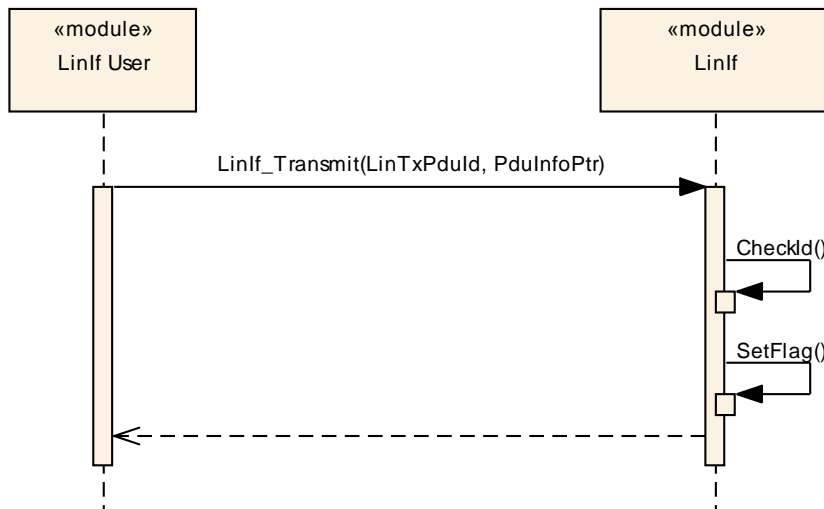 «module»
LinIf User
«module»
LinIf
LinIf_Transmit(LinTxPduId, PduInfoPtr)
CheckId()
SetFlag()